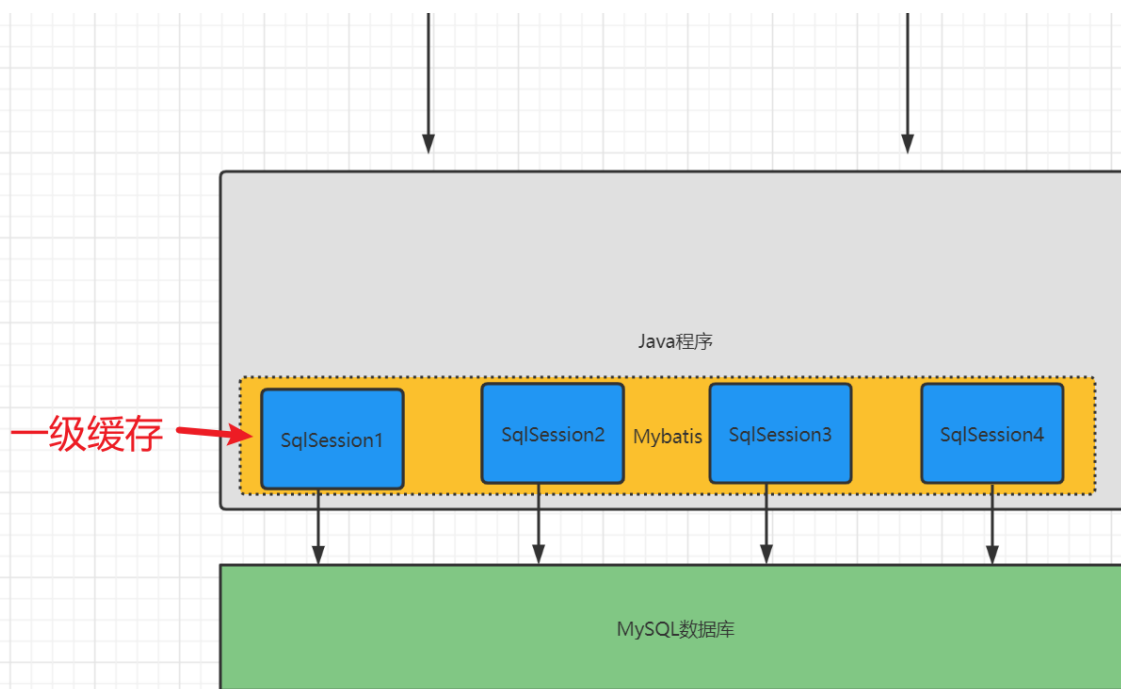 Java程序
一级缓存
SqlSession1
SqlSession2
Mybatis
SqlSession3
SqlSession4
MySQL数据库